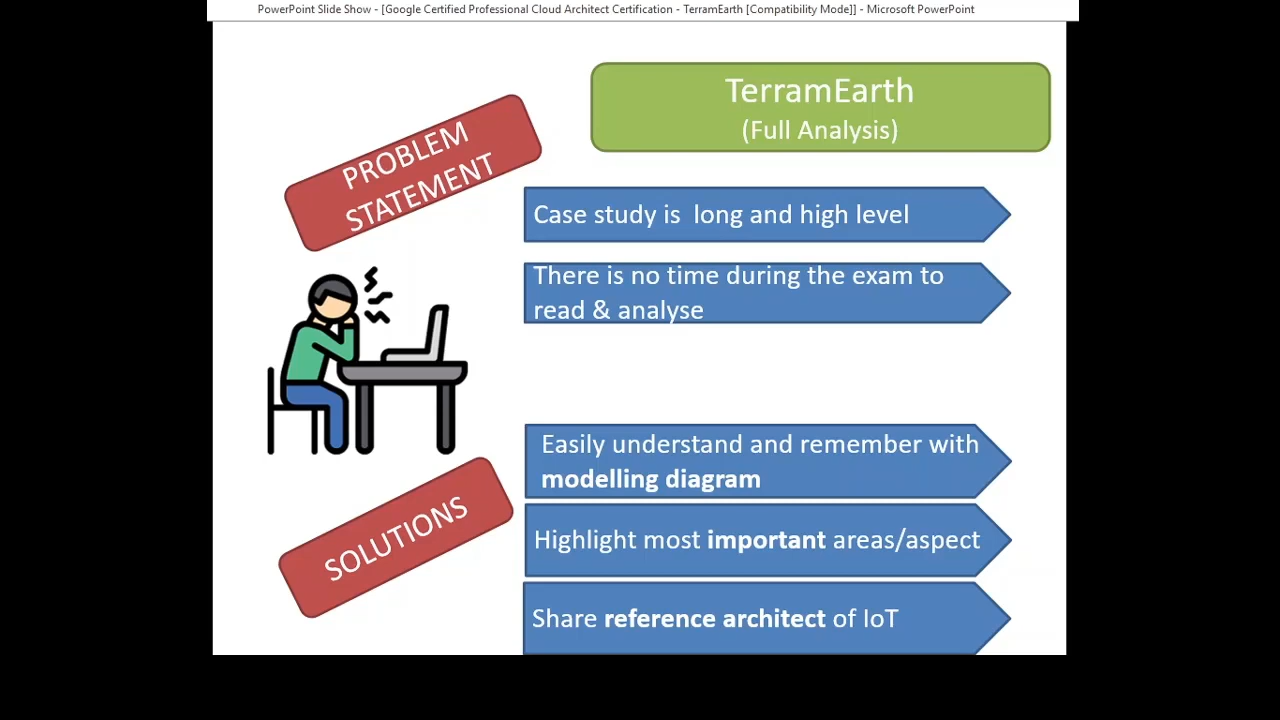 PowerPoint Slide Show - [Google Certified Professional Cloud Architect Certification - TerramEarth [Compatibility Mode]] - Microsoft PowerPoint
TerramEarth
(Full Analysis)
PROBLEM
STATEMENT
Case study is  long and high level
There is no time during the exam to
read & analyse
SOLUTIONS
Easily understand and remember with
modelling diagram
Highlight most important areas/aspect
Share reference architect of IoT